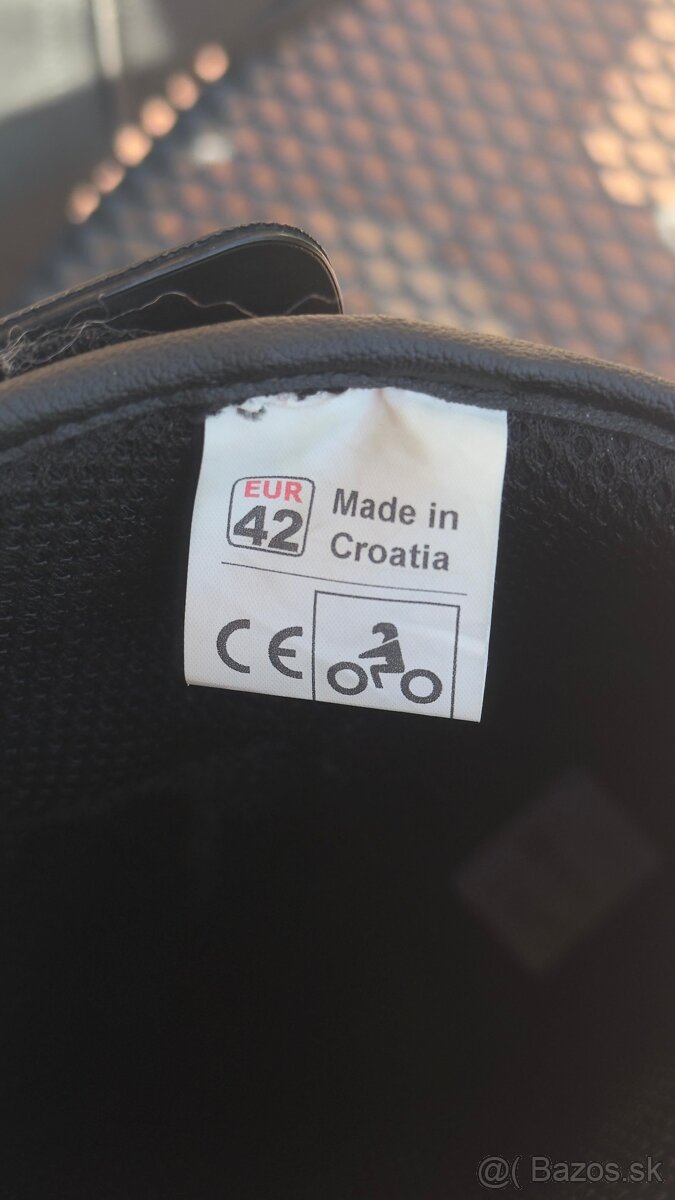 EUR
42
Made in
Croatia
CE
@( Bazos.sk